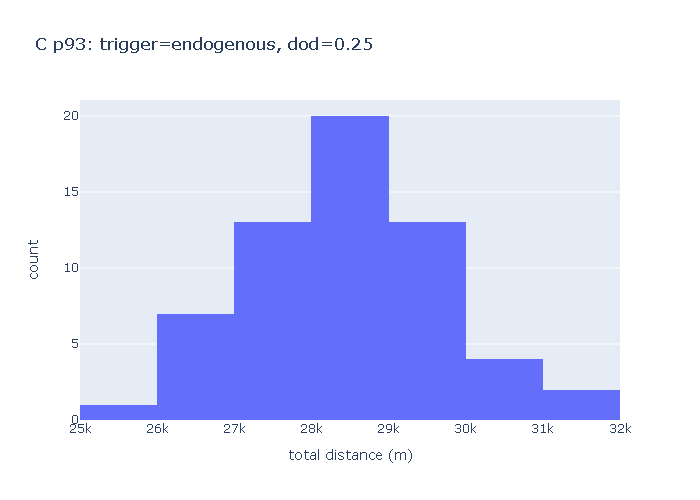 C p93: trigger=endogenous, dod=0.25
20
15
10
5
0
count
25k 26k 27k 28k 29k 30k 31k 32k
total distance (m)